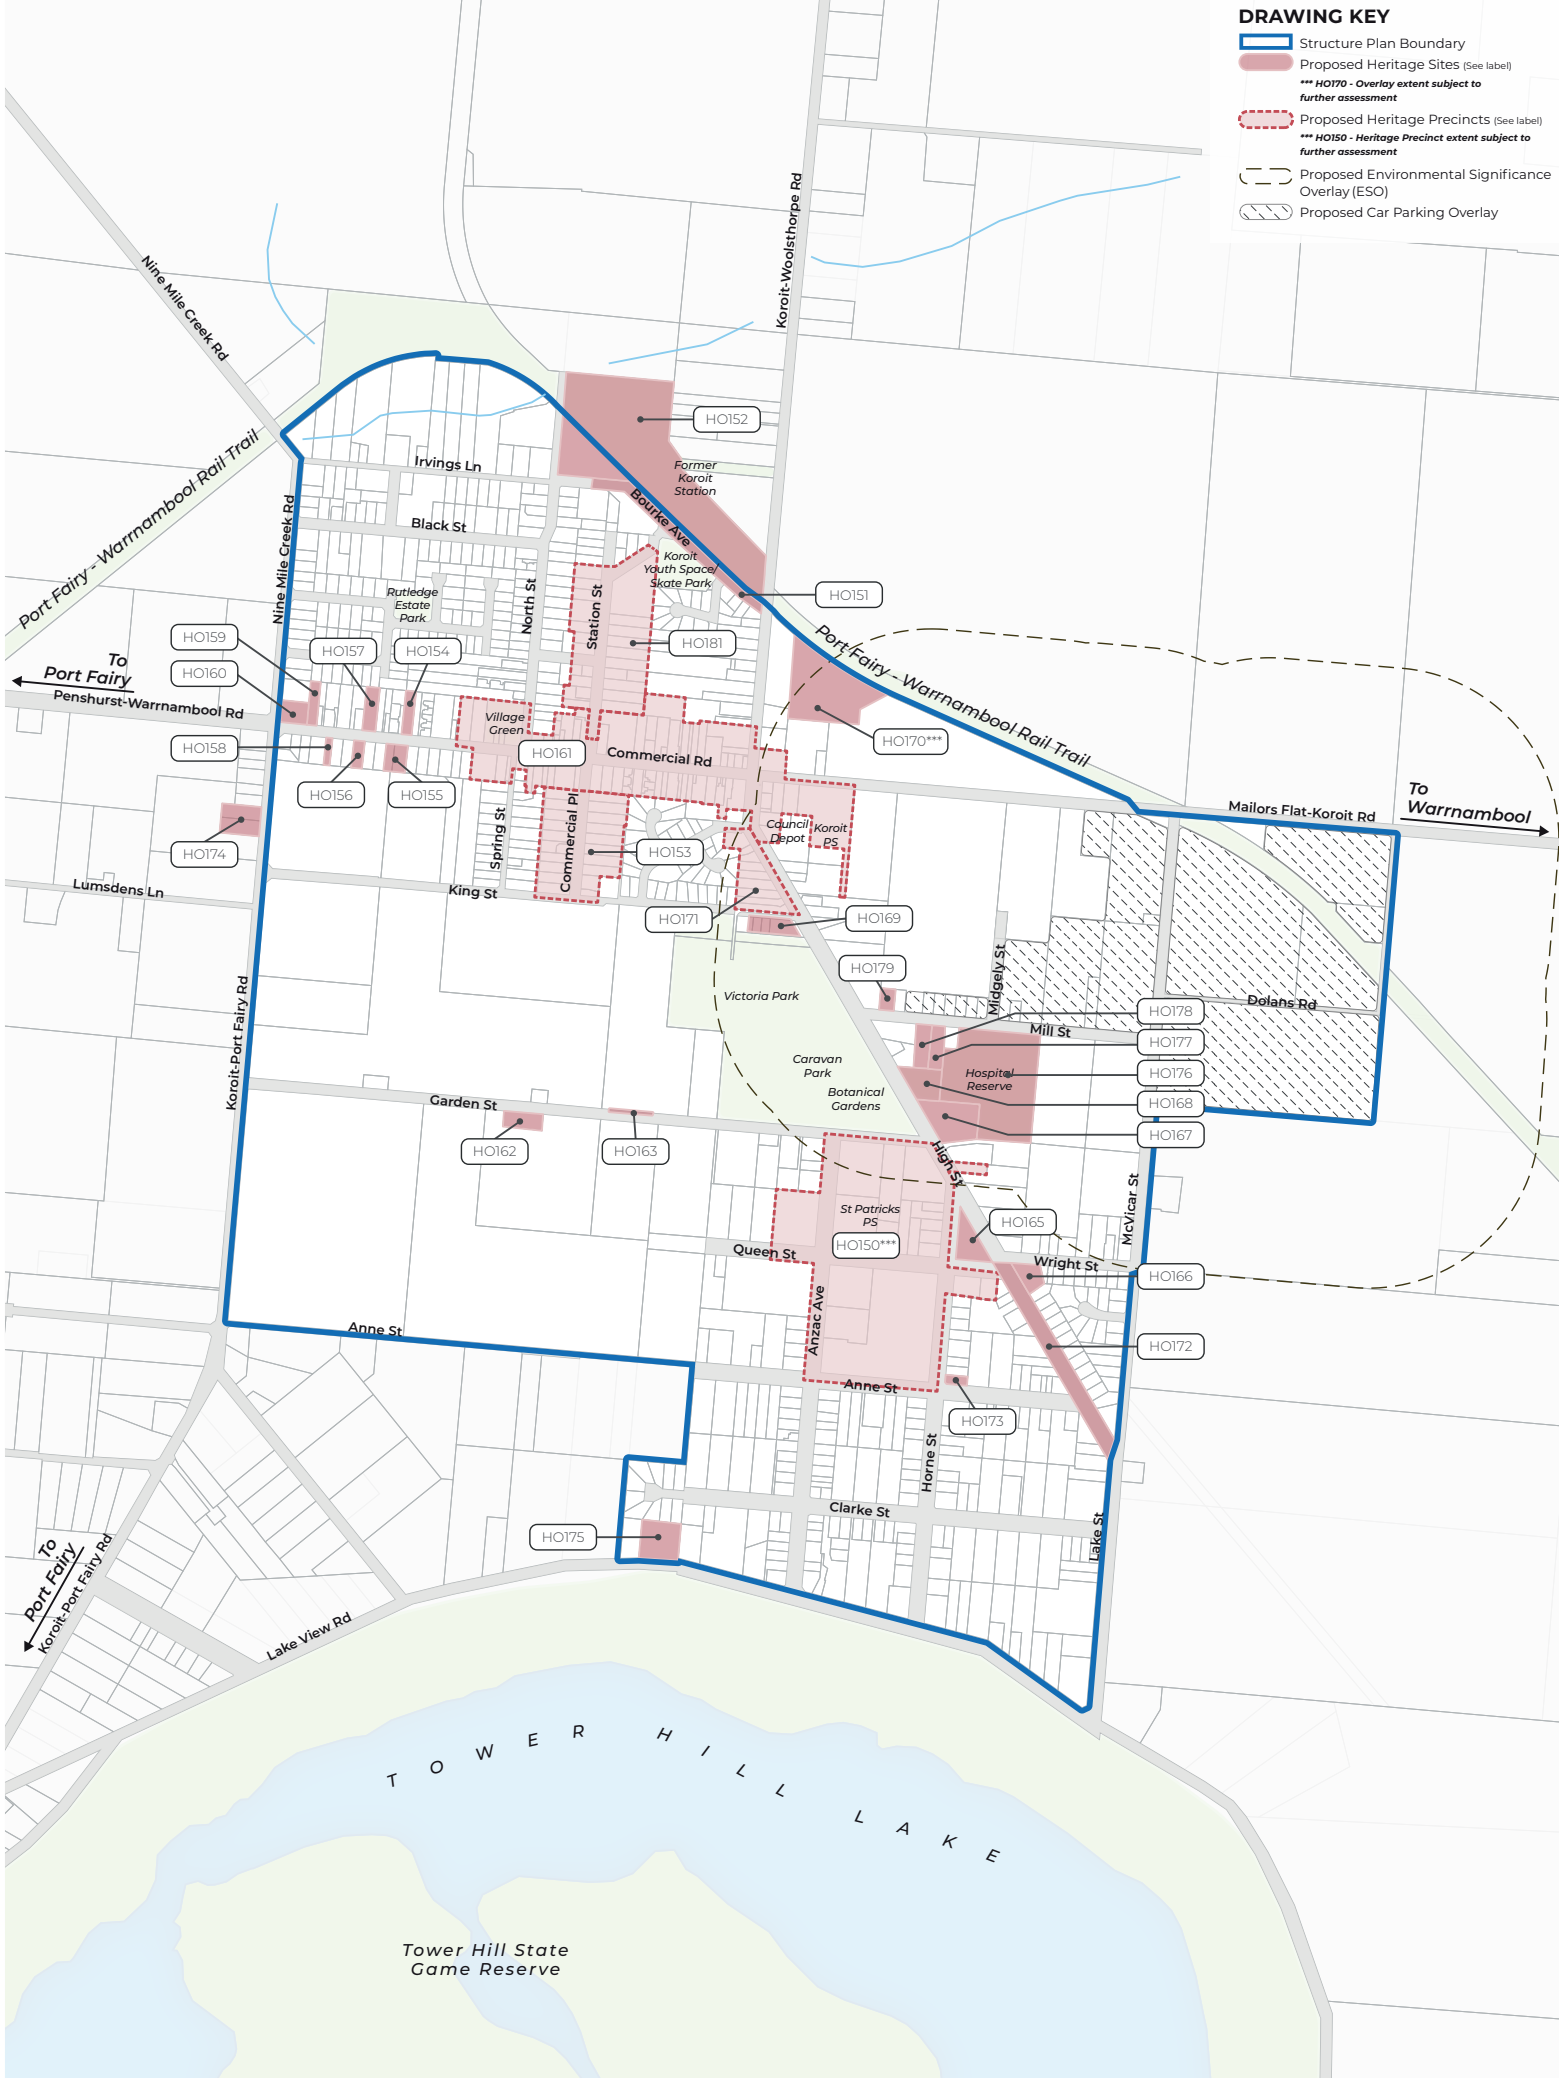 DRAWING KEY
Structure Plan Boundary
Proposed Heritage Sites (See label)
*** HO170 - Overlay extent subject to
further assessment
Proposed Heritage Precincts (See label)
*** HO150 - Heritage Precinct extent subject to
further assessment
Proposed Environmental Significance
Overlay (ESO)
Proposed Car Parking Overlay
Koroit-Woolsthorpe Rd
Nine Mile Creek Rd
HO152
Port Fairy - Warrnambool Rail Trail
Irvings Ln
Former
Koroit
Station
Bourke Ave
Black St
Nine Mile Creek Rd
Koroit
Youth Space/
Skate Park
Rutledge
Estate
Park
North St
Station St
HO151
HO159
HO157
HO154
HO181
Port Fairy - Warrnambool Rail Trail
To
Port Fairy
HO160
Penshurst-Warrnambool Rd
Village
Green
HO170***
HO158
HO161
Commercial Rd
HO156
HO155
To
Warrnambool
Mailors Flat-Koroit Rd
Spring St
Commercial Pl
Council
Depot
Koroit
PS
HO174
HO153
Lumsdens Ln
King St
HO171
HO169
HO179
Midgely St
Victoria Park
Dolans Rd
HO178
Mill St
HO177
Koroit-Port Fairy Rd
Caravan
Park
Hospital
Reserve
HO176
Botanical
Gardens
HO168
Garden St
HO167
HO162
HO163
High St
McVicar St
St Patricks
PS
HO165
HO150***
Queen St
Wright St
HO166
Anzac Ave
Anne St
HO172
Anne St
HO173
Horne St
Clarke St
Lake St
HO175
To
Port Fairy
Koroit-Port Fairy Rd
Lake View Rd
TOWER HILL LAKE
Tower Hill State
Game Reserve